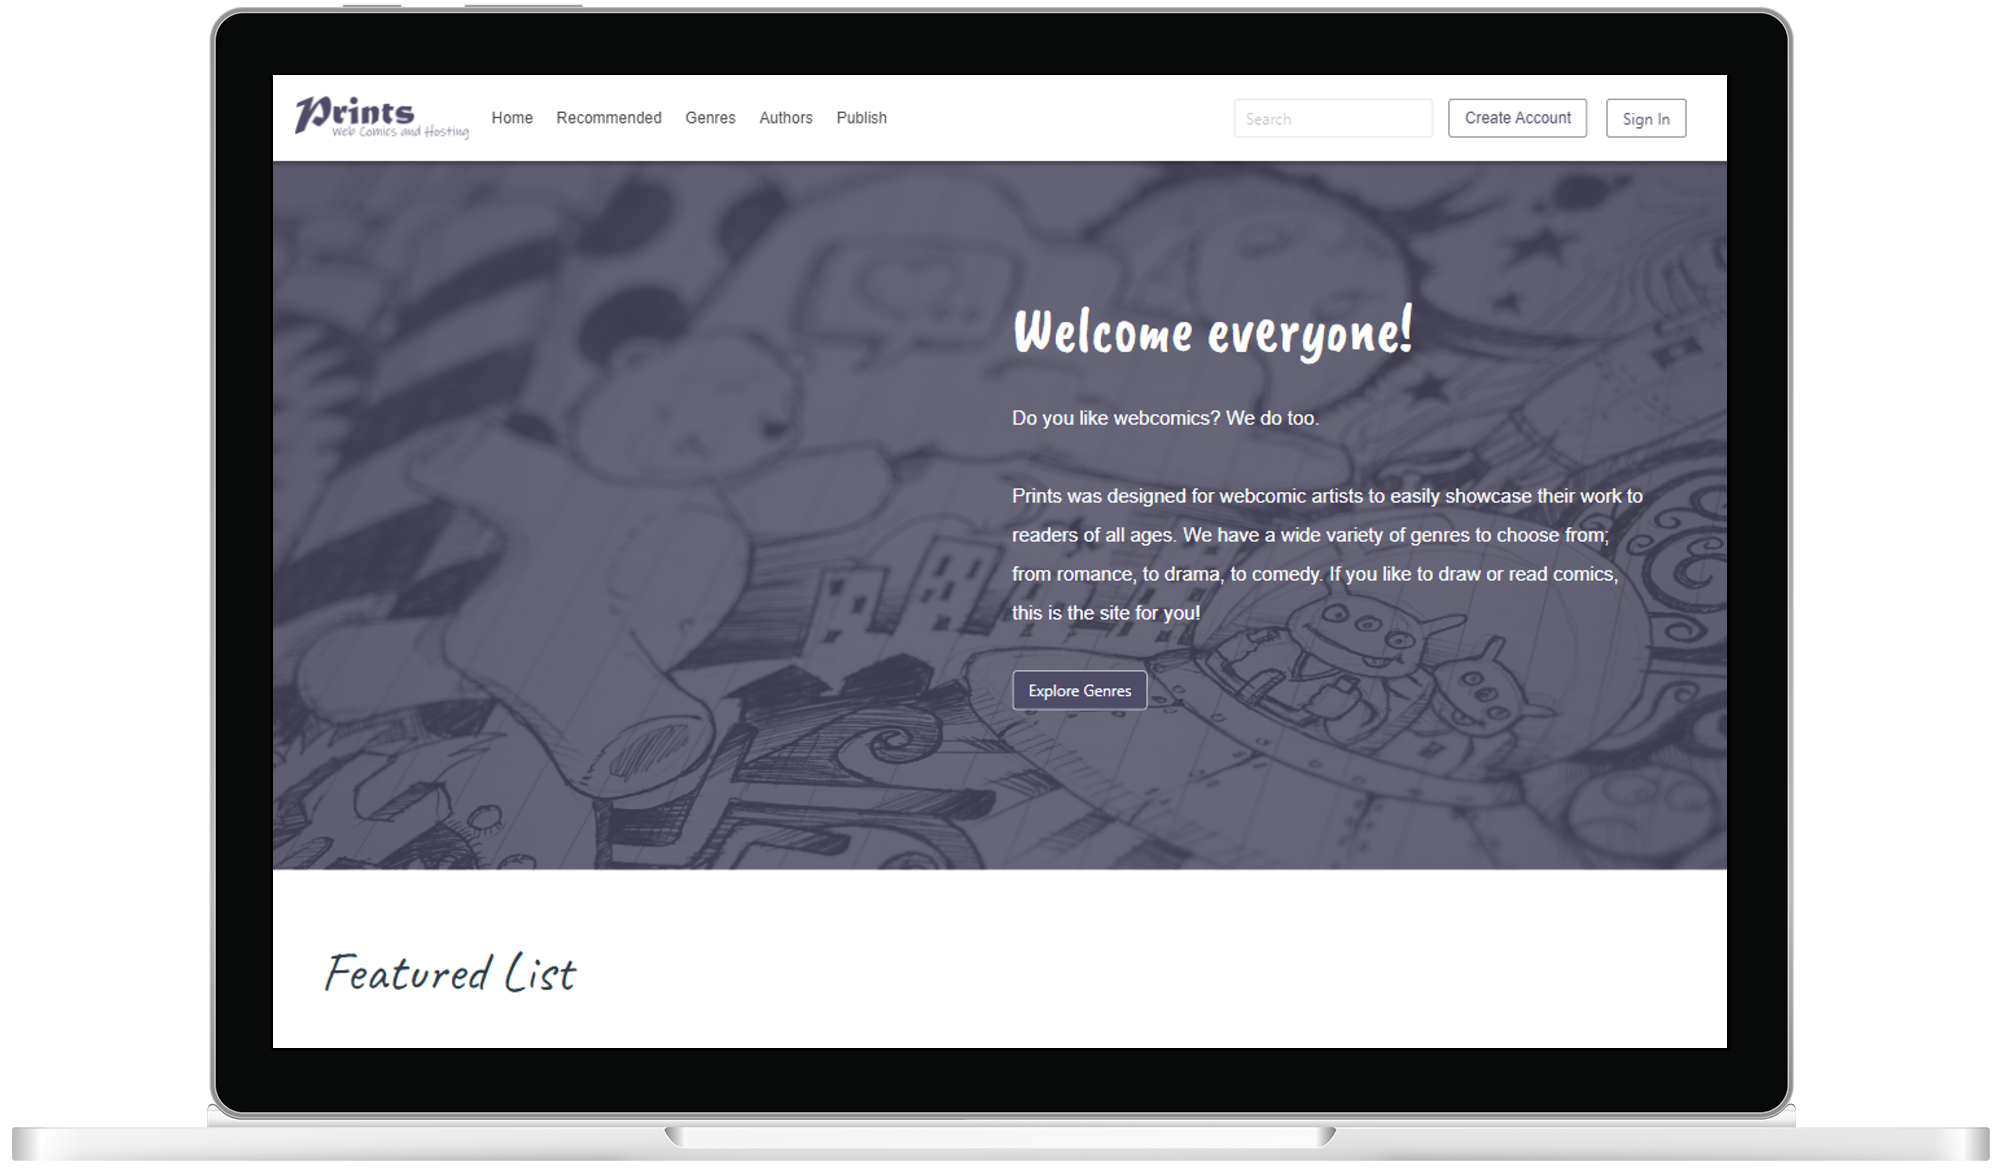 Prints
Web Comics and Hosting
Home Recommended Genres Authors Publish
Search
Create Account
Sign In
Welcome everyone!
Do you like webcomics? We do too.
Prints was designed for webcomic artists to easily showcase their work to
readers of all ages. We have a wide variety of genres to choose from;
from romance, to drama, to comedy. If you like to draw or read comics,
this is the site for you!
Explore Genres
Featured List